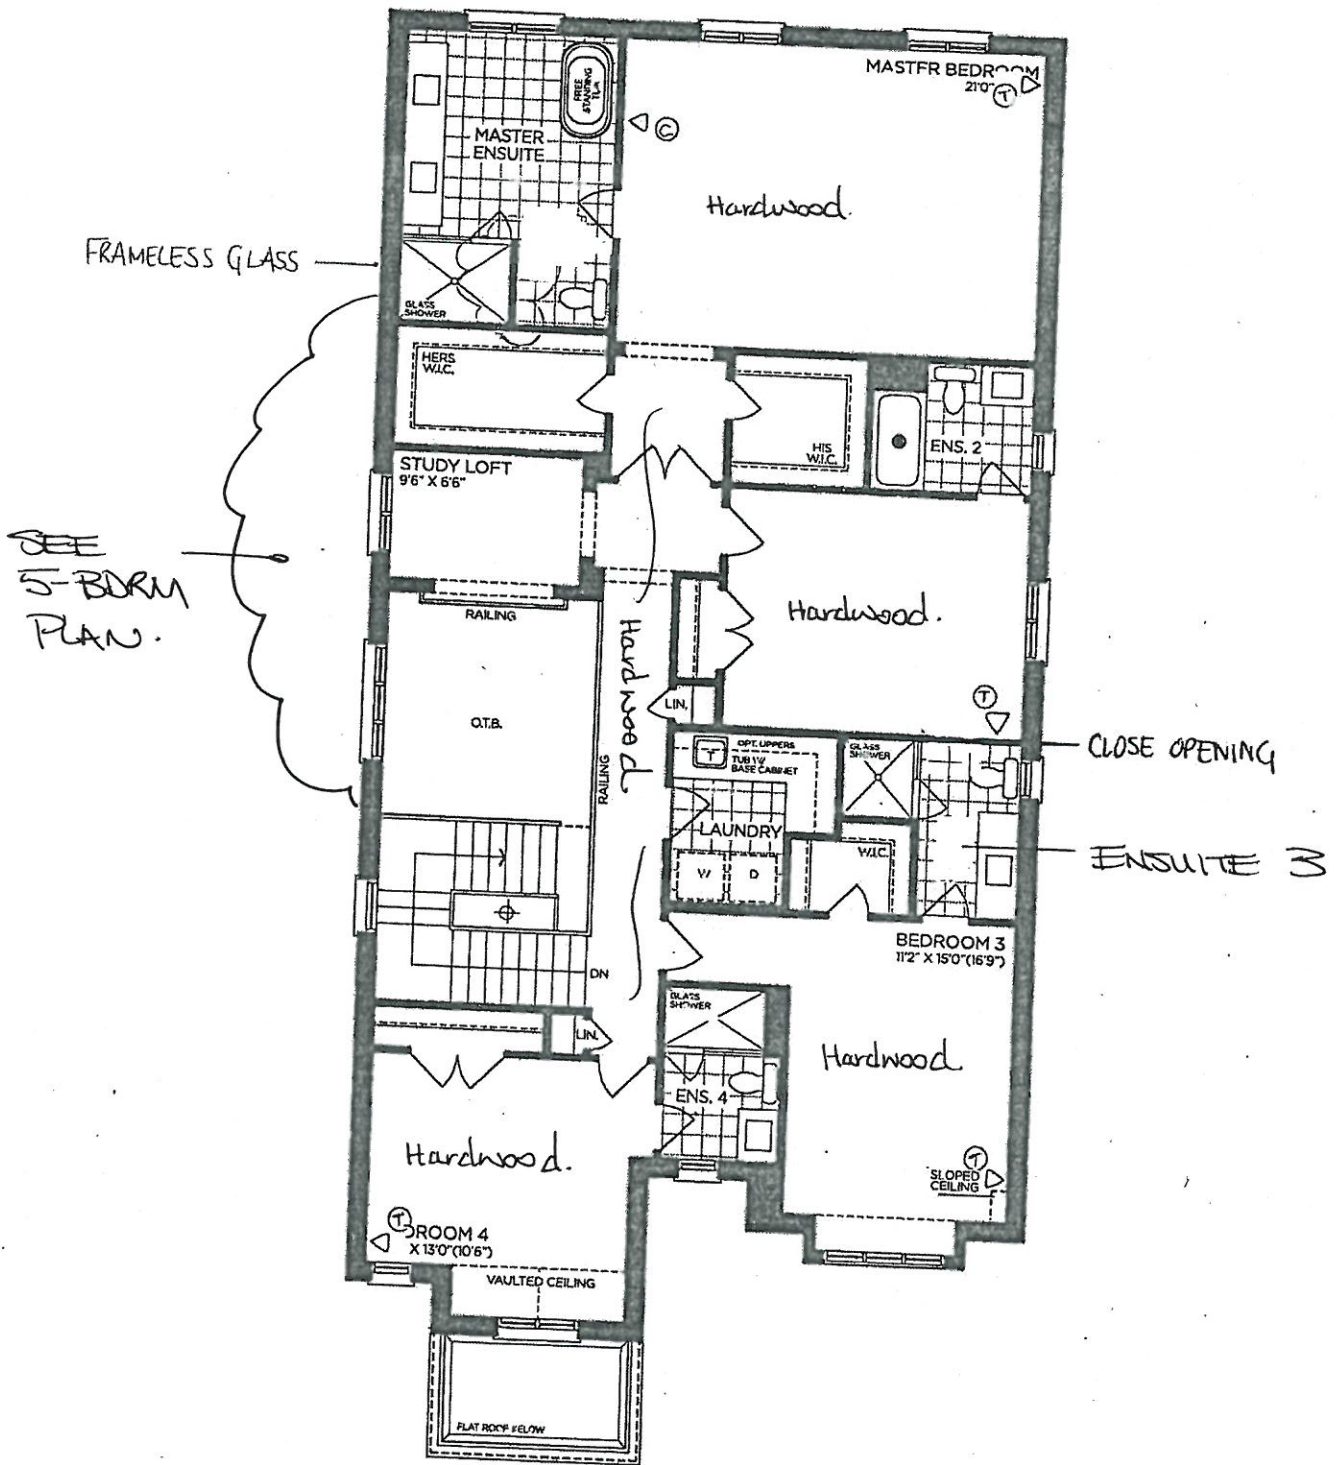 MASTER BEDROOM
21'0"
T
FREE
STANDING
TUB
C
MASTER
ENSUITE
Hardwood.
FRAMELESS GLASS
GLASS
SHOWER
HERS
W.I.C.
HIS
W.I.C.
ENS. 2
STUDY LOFT
9'6" X 6'6"
SEE
5-BDRM
PLAN.
RAILING
Hardwood
Hardwood.
O.T.B.
RAILING
LIN.
T
T
OPT. UPPERS
TUB W/
BASE CABINET
GLASS
SHOWER
CLOSE OPENING
LAUNDRY
W.I.C.
W D
ENSUITE 3
BEDROOM 3
11'2" X 15'0"(16'9")
DN
GLASS
SHOWER
LIN.
Hardwood
ENS. 4
Hardwood.
T
SLOPED
CEILING
T
DROOM 4
X 13'0"(10'6")
VAULTED CEILING
FLAT ROOF BELOW